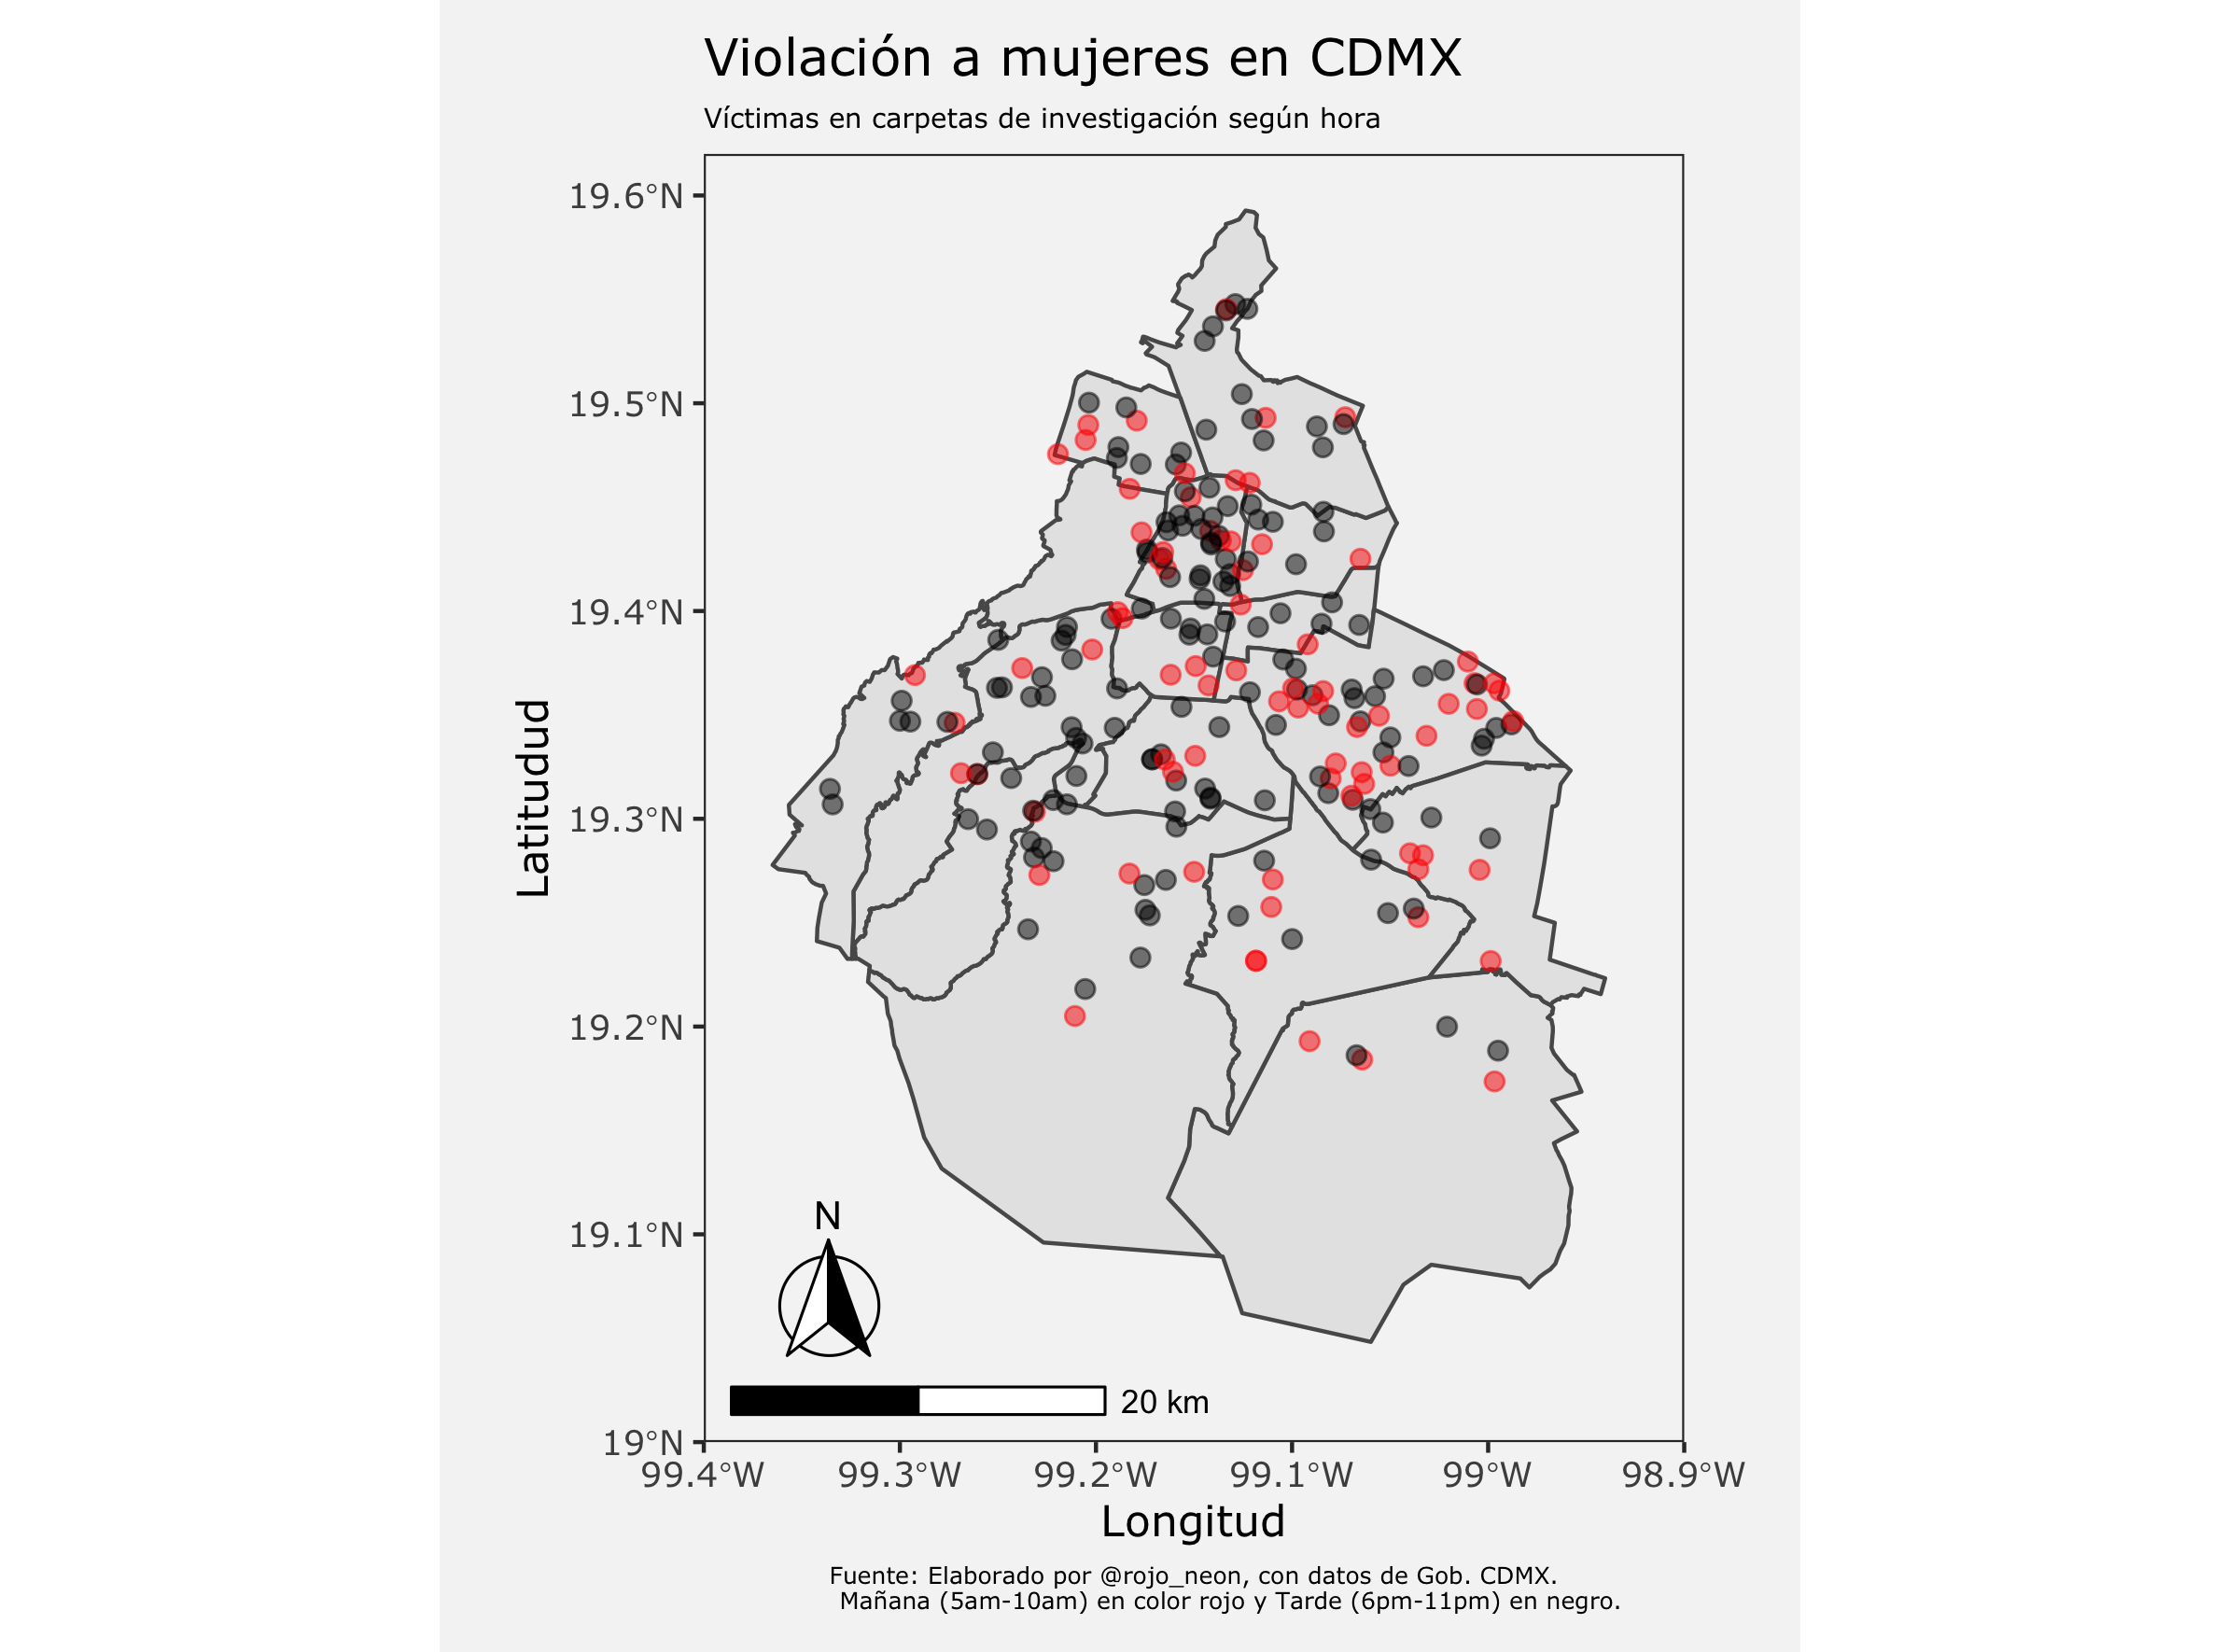 Violación a mujeres en CDMX
Víctimas en carpetas de investigación según hora
19.6°N
19.5°N
19.4°N
19.3°N
19.2°N
19.1°N
19°N
Latitudud
N
20 km
99.4°W 99.3°W 99.2°W 99.1°W 99°W 98.9°W
Longitud
Fuente: Elaborado por @rojo_neon, con datos de Gob. CDMX.
Mañana (5am-10am) en color rojo y Tarde (6pm-11pm) en negro.